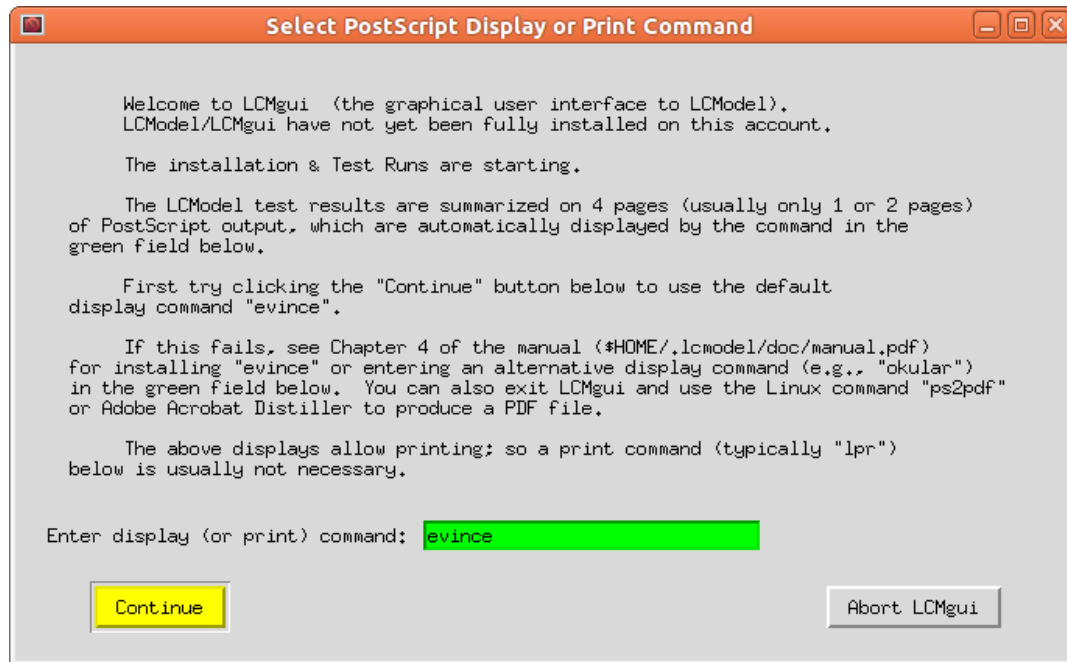 Select PostScript Display or Print Command
Welcome to LCMgui (the graphical user interface to LCModel).
LCModel/LCMgui have not yet been fully installed on this account.
The installation & Test Runs are starting.
The LCModel test results are summarized on 4 pages (usually only 1 or 2 pages)
of PostScript output, which are automatically displayed by the command in the
green field below.
First try clicking the "Continue" button below to use the default
display command "evince".
If this fails, see Chapter 4 of the manual ($HOME/.lcmodel/doc/manual.pdf)
for installing "evince" or entering an alternative display command (e.g., "okular")
in the green field below. You can also exit LCMgui and use the Linux command "ps2pdf"
or Adobe Acrobat Distiller to produce a PDF file.
The above displays allow printing; so a print command (typically "lpr")
below is usually not necessary.
Enter display (or print) command: evince
Continue Abort LCMgui